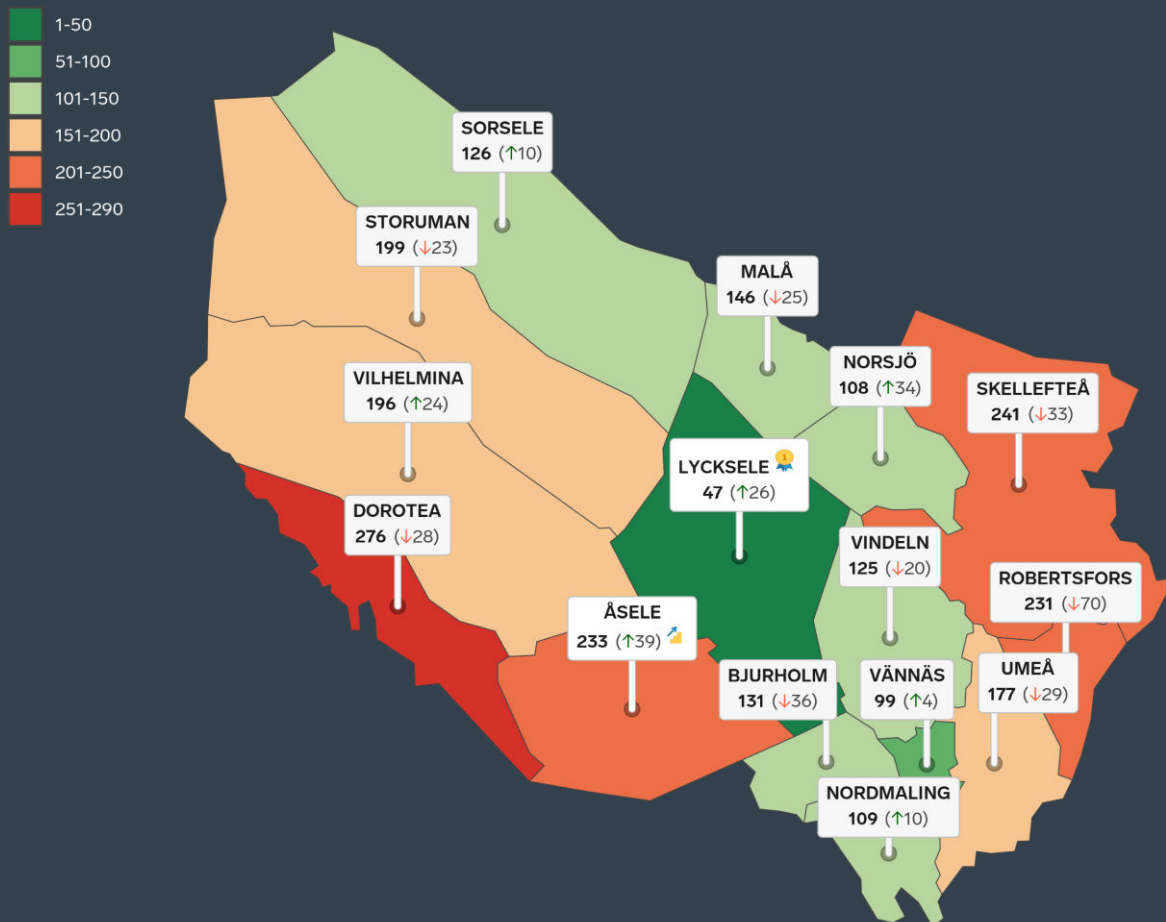 1-50
51-100
101-150
151-200
201-250
251-290
SORSELE
126 (↑10)
STORUMAN
199 (↓23)
MALÅ
146 (↓25)
NORSJÖ
108 (↑34)
VILHELMINA
196 (↑24)
SKELLEFTEÅ
241 (↓33)
LYCKSELE 1
47 (↑26)
DOROTEA
276 (↓28)
VINDELN
125 (↓20)
ROBERTSFORS
231 (↓70)
ÅSELE
233 (↑39)
BJURHOLM
131 (↓36)
VÄNNÄS
99 (↑4)
UMEÅ
177 (↓29)
NORDMALING
109 (↑10)